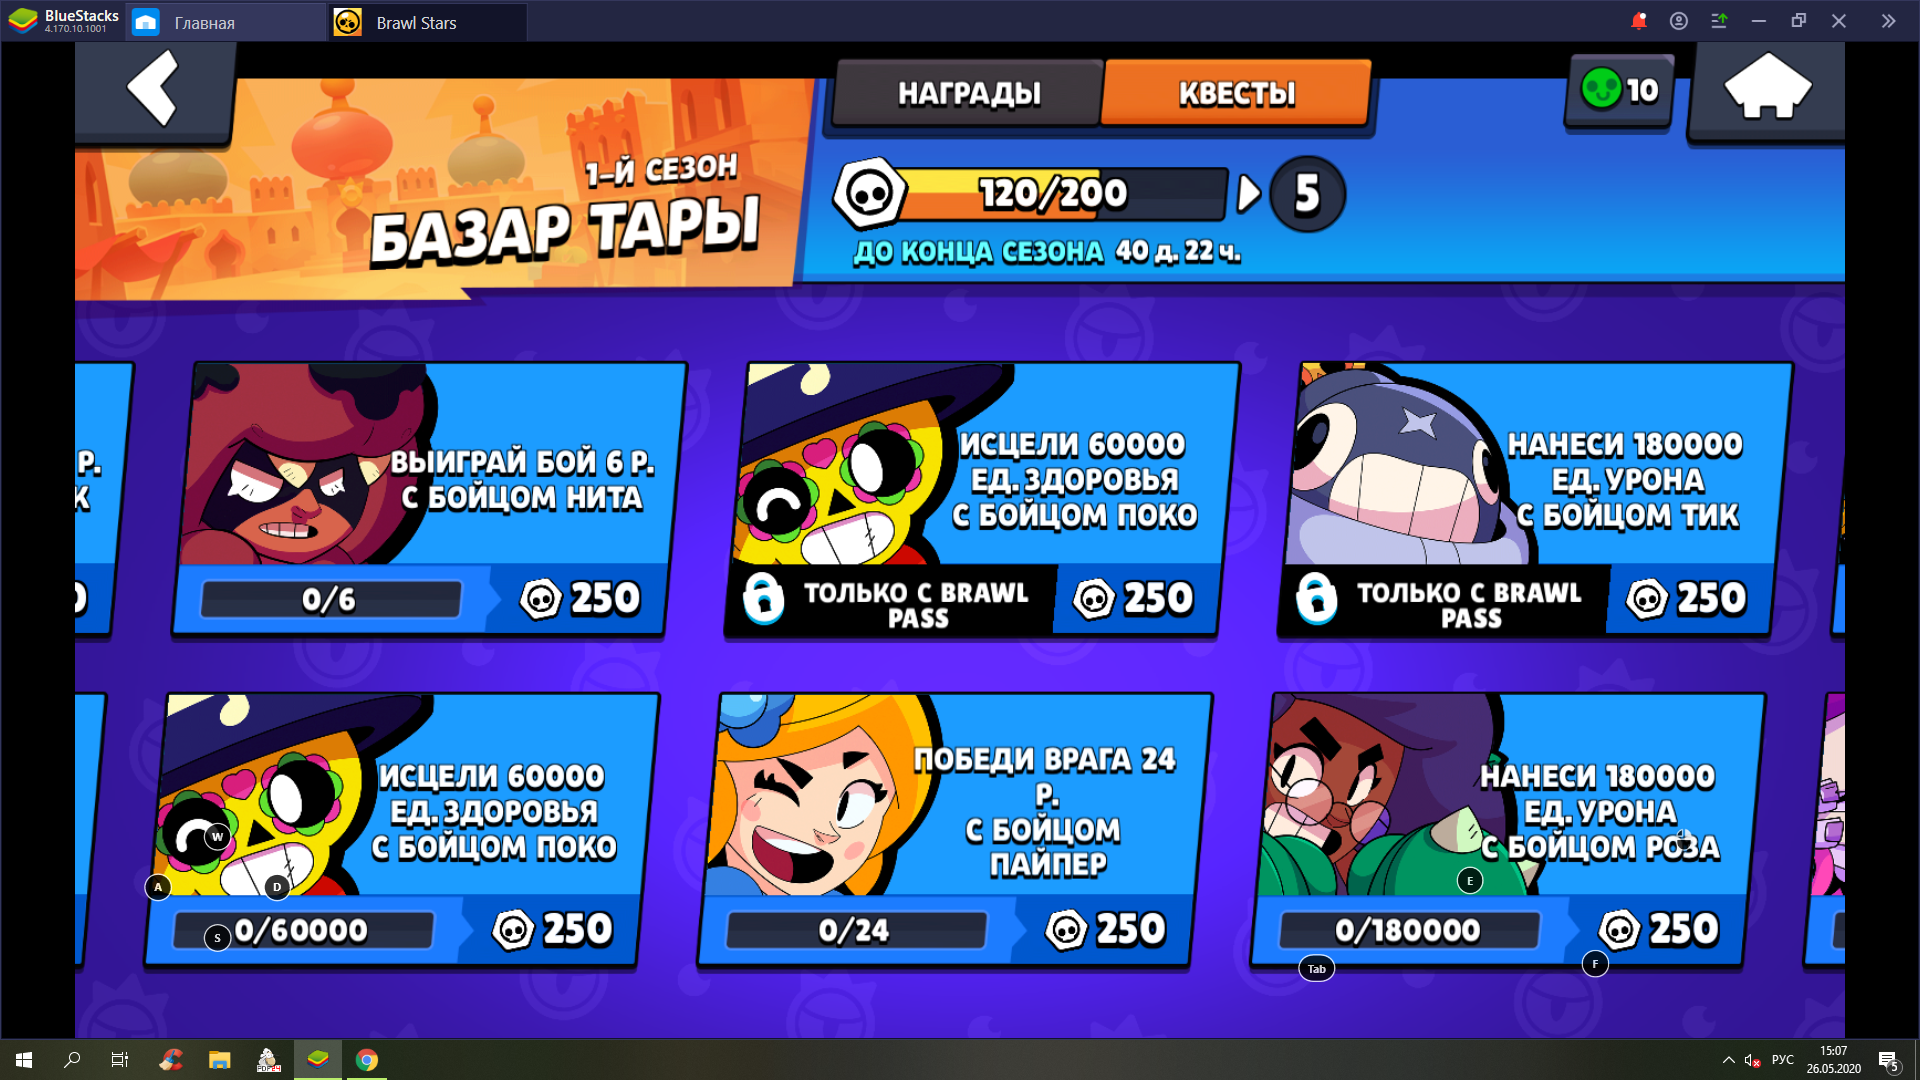 BlueStacks
4.170.10.1001
Главная
Brawl Stars
НАГРАДЫ
КВЕСТЫ
10
1-Й СЕЗОН
БАЗАР ТАРЫ
120/200
5
ДО КОНЦА СЕЗОНА 40 д. 22 ч.
Р.
К
ВЫИГРАЙ БОЙ 6 Р.
С БОЙЦОМ НИТА
0/6
250
ИСЦЕЛИ 60000
ЕД. ЗДОРОВЬЯ
С БОЙЦОМ ПОКО
ТОЛЬКО С BRAWL
PASS
250
НАНЕСИ 180000
ЕД. УРОНА
С БОЙЦОМ ТИК
ТОЛЬКО С BRAWL
PASS
250
ИСЦЕЛИ 60000
ЕД. ЗДОРОВЬЯ
С БОЙЦОМ ПОКО
W
A
D
S
0/60000
250
ПОБЕДИ ВРАГА 24
Р.
С БОЙЦОМ
ПАЙПЕР
0/24
250
НАНЕСИ 180000
ЕД. УРОНА
С БОЙЦОМ РОЗА
E
0/180000
250
Tab
F
PDF24
РУС
15:07
26.05.2020
5